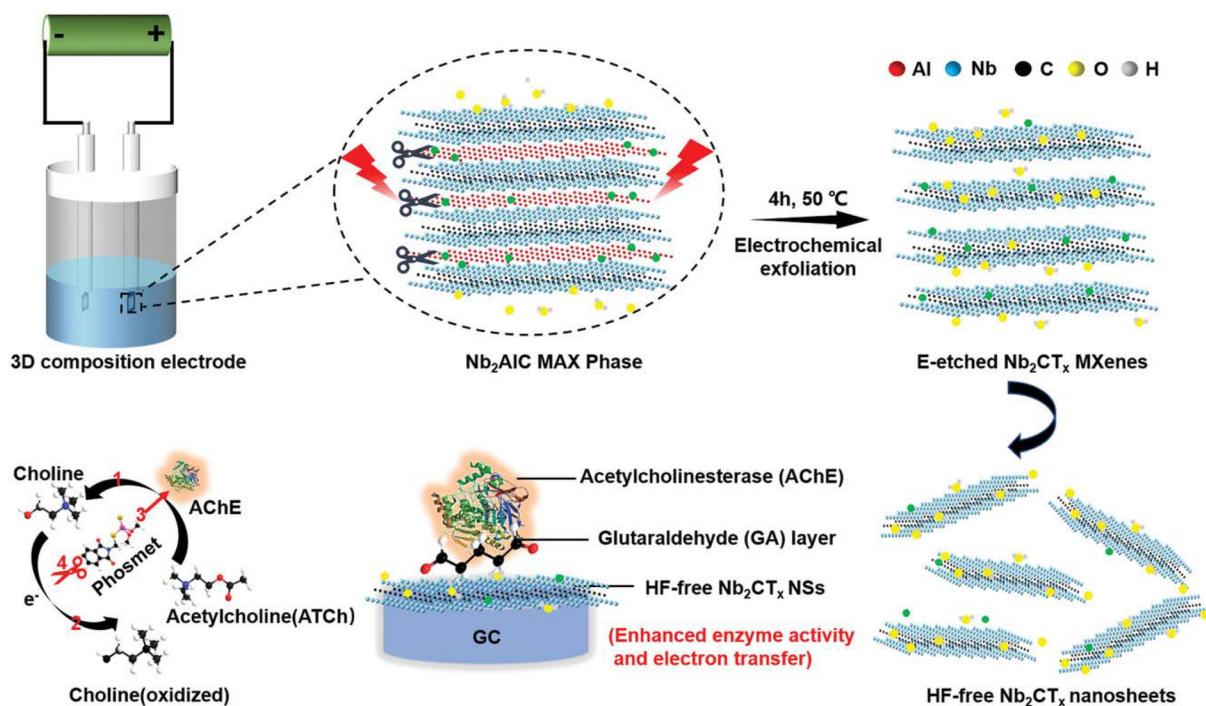 - +
Al Nb C O H
4h, 50 ℃
Electrochemical
exfoliation
3D composition electrode
Nb₂AlC MAX Phase
E-etched Nb₂CTₓ MXenes
Choline
1
AChE
3
4
Phosmet
e⁻
2
Acetylcholine(ATCh)
Choline(oxidized)
Acetylcholinesterase (AChE)
Glutaraldehyde (GA) layer
HF-free Nb₂CTₓ NSs
GC
(Enhanced enzyme activity
and electron transfer)
HF-free Nb₂CTₓ nanosheets